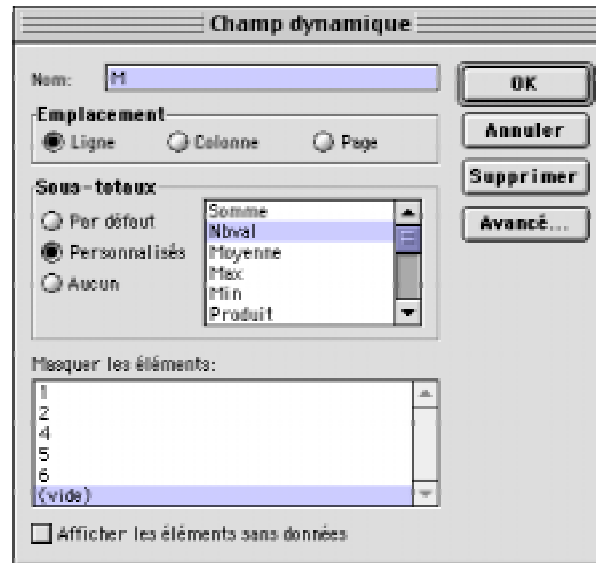 Champ dynamique
Nom: M
OK
Annuler
Supprimer
Avancé...
Emplacement
Ligne Colonne Page
Sous-totaux
Par défaut
Personnalisés
Aucun
Somme
Nbval
Moyenne
Max
Min
Produit
Masquer les éléments:
1
2
4
5
6
(vide)
Afficher les éléments sans données